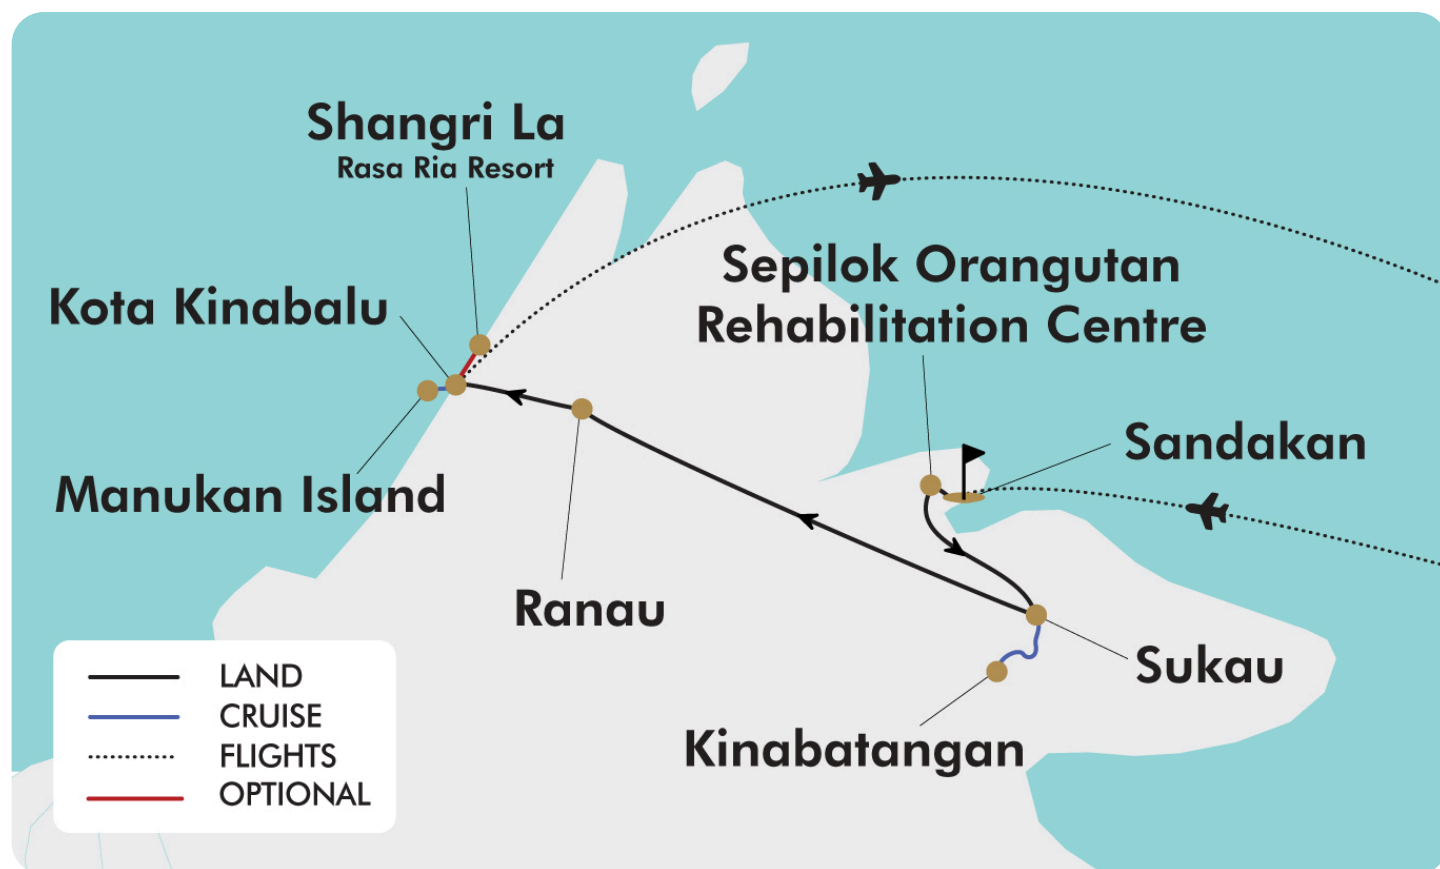 Shangri La
Rasa Ria Resort
Kota Kinabalu
Sepilok Orangutan
Rehabilitation Centre
Sandakan
Manukan Island
Ranau
Sukau
Kinabatangan
LAND
CRUISE
FLIGHTS
OPTIONAL